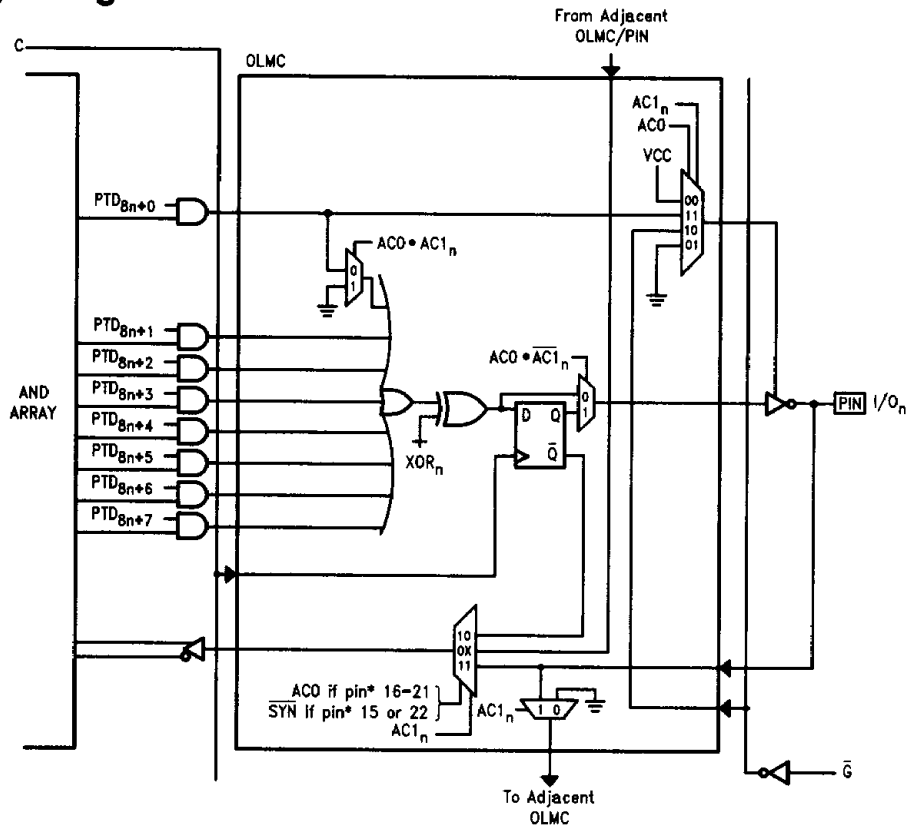 From Adjacent
OLMC/PIN
C
OLMC
AC1n
AC0
VCC
00
11
10
01
PTD8n+0
AC0 • AC1n
0
1
PTD8n+1
PTD8n+2
PTD8n+3
PTD8n+4
PTD8n+5
PTD8n+6
PTD8n+7
AND
ARRAY
XORn
D Q
Q̅
AC0 • A̅C̅1̅n
0
1
PIN I/On
10
0X
11
AC0 if pin* 16-21
S̅Y̅N̅ if pin* 15 or 22
AC1n
AC1n
1 0
G̅
To Adjacent
OLMC